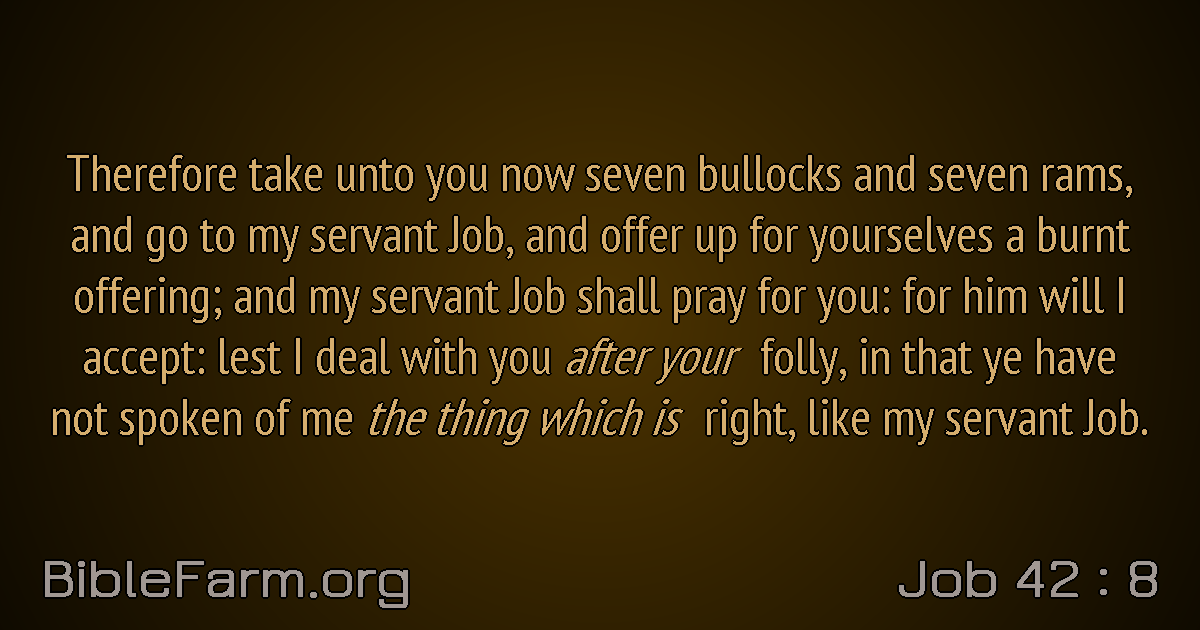 Therefore take unto you now seven bullocks and seven rams,
and go to my servant Job, and offer up for yourselves a burnt
offering; and my servant Job shall pray for you: for him will I
accept: lest I deal with you after your folly, in that ye have
not spoken of me the thing which is right, like my servant Job.
BibleFarm.org
Job 42 : 8